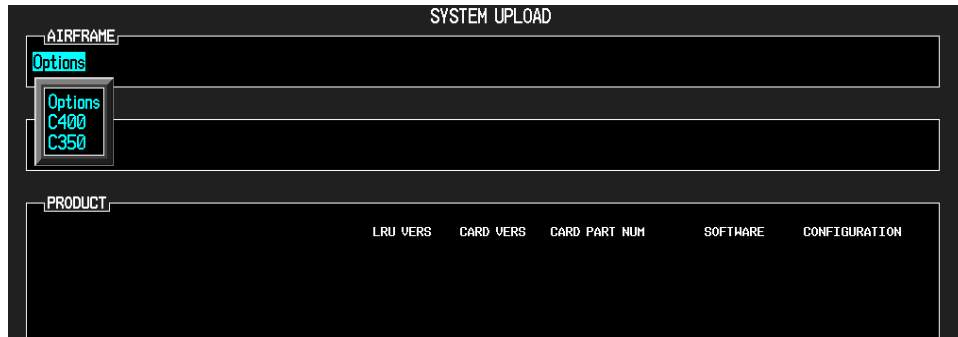 SYSTEM UPLOAD
AIRFRAME
Options
Options
C400
C350
PRODUCT
LRU VERS CARD VERS CARD PART NUM SOFTWARE CONFIGURATION